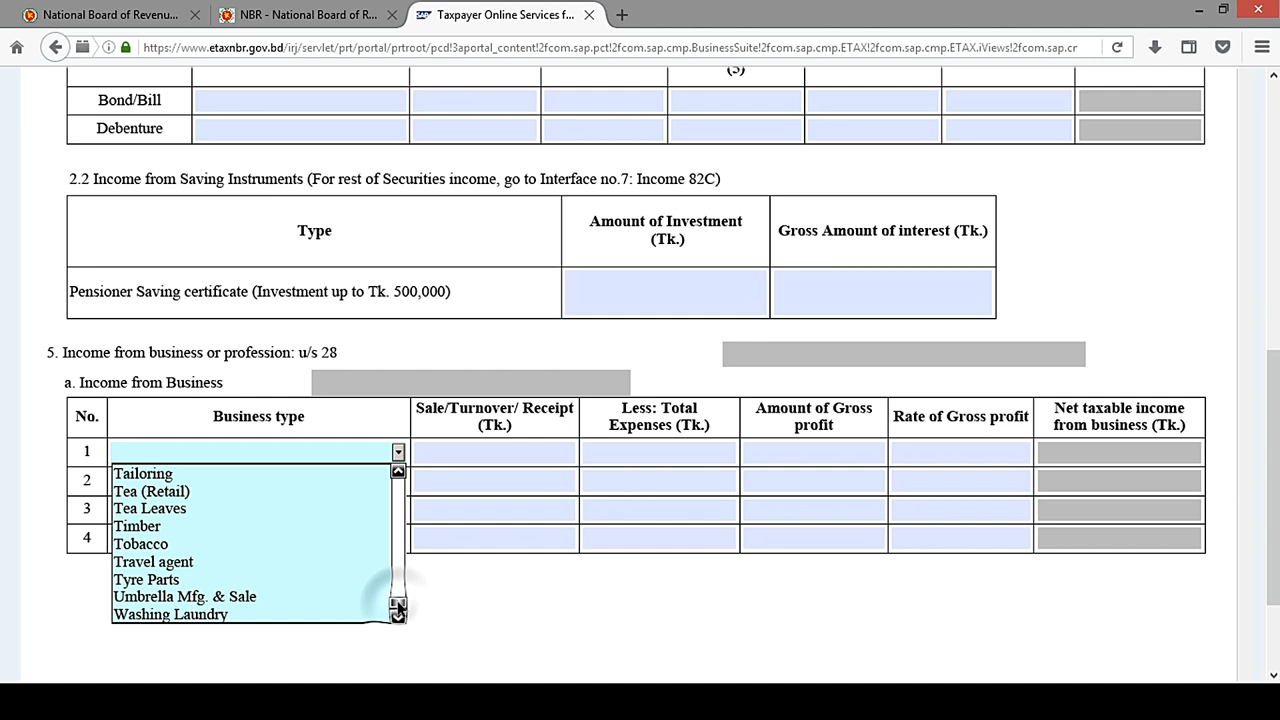 National Board of Revenu...
NBR - National Board of R...
Taxpayer Online Services f...
https://www.etaxnbr.gov.bd/irj/servlet/prt/portal/prtroot/pcd!3aportal_content!2fcom.sap.pct!2fcom.sap.cmp.BusinessSuite!2fcom.sap.cmp.ETAX!2fcom.sap.cmp.ETAX.iViews!2fcom.sap.cr
Bond/Bill
Debenture
2.2 Income from Saving Instruments (For rest of Securities income, go to Interface no.7: Income 82C)
Type
Amount of Investment
(Tk.)
Gross Amount of interest (Tk.)
Pensioner Saving certificate (Investment up to Tk. 500,000)
5. Income from business or profession: u/s 28
a. Income from Business
No.
Business type
Sale/Turnover/ Receipt
(Tk.)
Less: Total
Expenses (Tk.)
Amount of Gross
profit
Rate of Gross profit
Net taxable income
from business (Tk.)
1
2
3
4
Tailoring
Tea (Retail)
Tea Leaves
Timber
Tobacco
Travel agent
Tyre Parts
Umbrella Mfg. & Sale
Washing Laundry